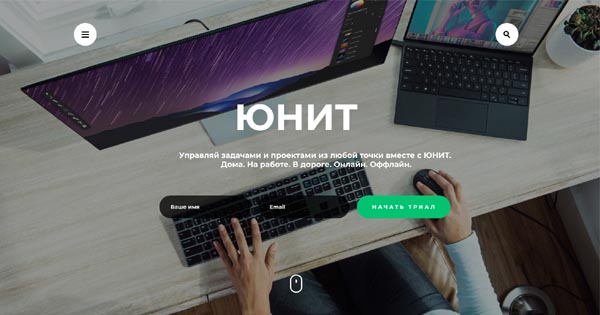 ЮНИТ
Управляй задачами и проектами из любой точки вместе с ЮНИТ.
Дома. На работе. В дороге. Онлайн. Оффлайн.
Ваше имя
Email
НАЧАТЬ ТРИАЛ